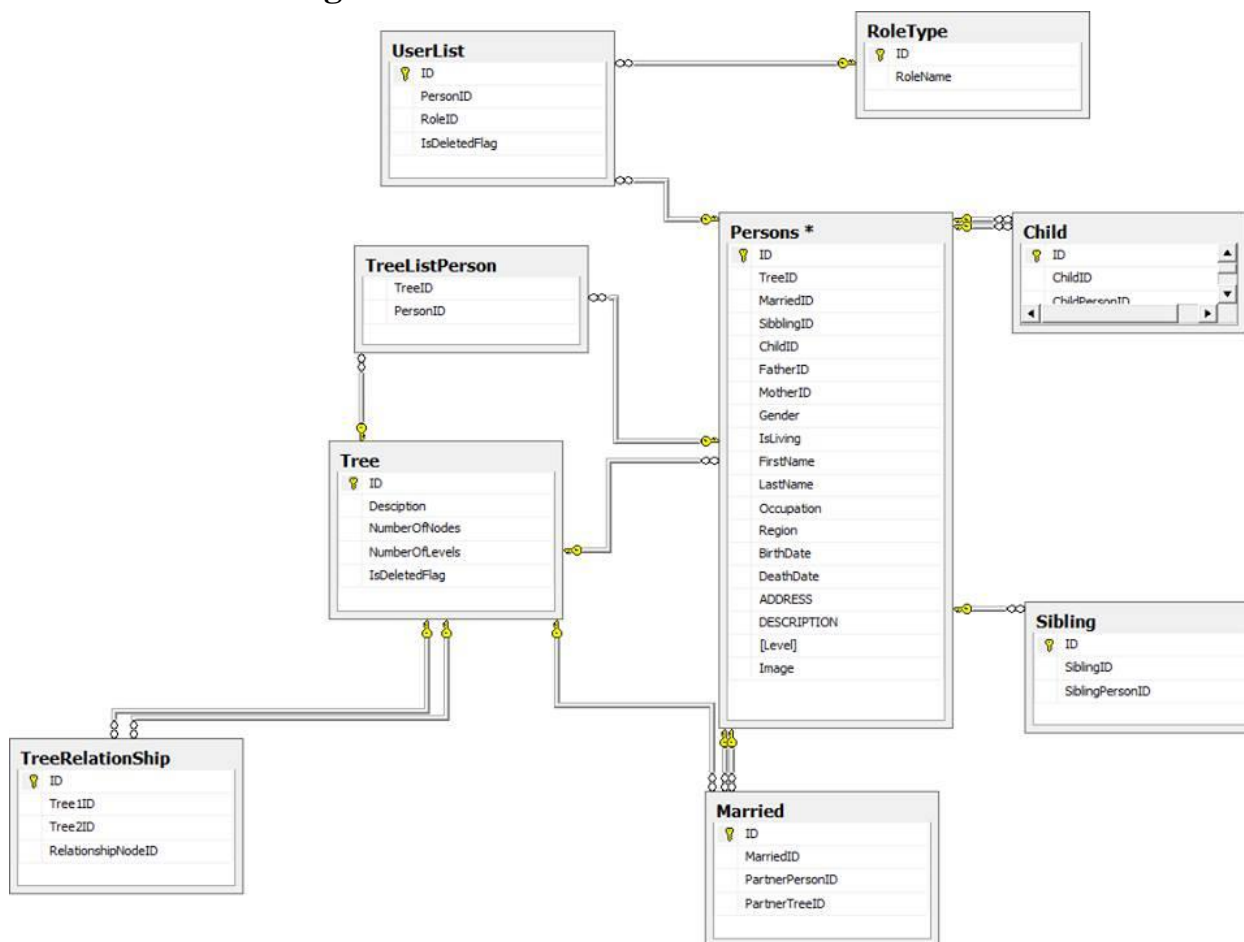 UserList
ID
PersonID
RoleID
IsDeletedFlag
RoleType
ID
RoleName
TreeListPerson
TreeID
PersonID
Persons *
ID
TreeID
MarriedID
SibblingID
ChildID
FatherID
MotherID
Gender
IsLiving
FirstName
LastName
Occupation
Region
BirthDate
DeathDate
ADDRESS
DESCRIPTION
[Level]
Image
Child
ID
ChildID
ChildPersonID
Tree
ID
Desciption
NumberOfNodes
NumberOfLevels
IsDeletedFlag
Sibling
ID
SiblingID
SiblingPersonID
TreeRelationShip
ID
Tree1ID
Tree2ID
RelationshipNodeID
Married
ID
MarriedID
PartnerPersonID
PartnerTreeID